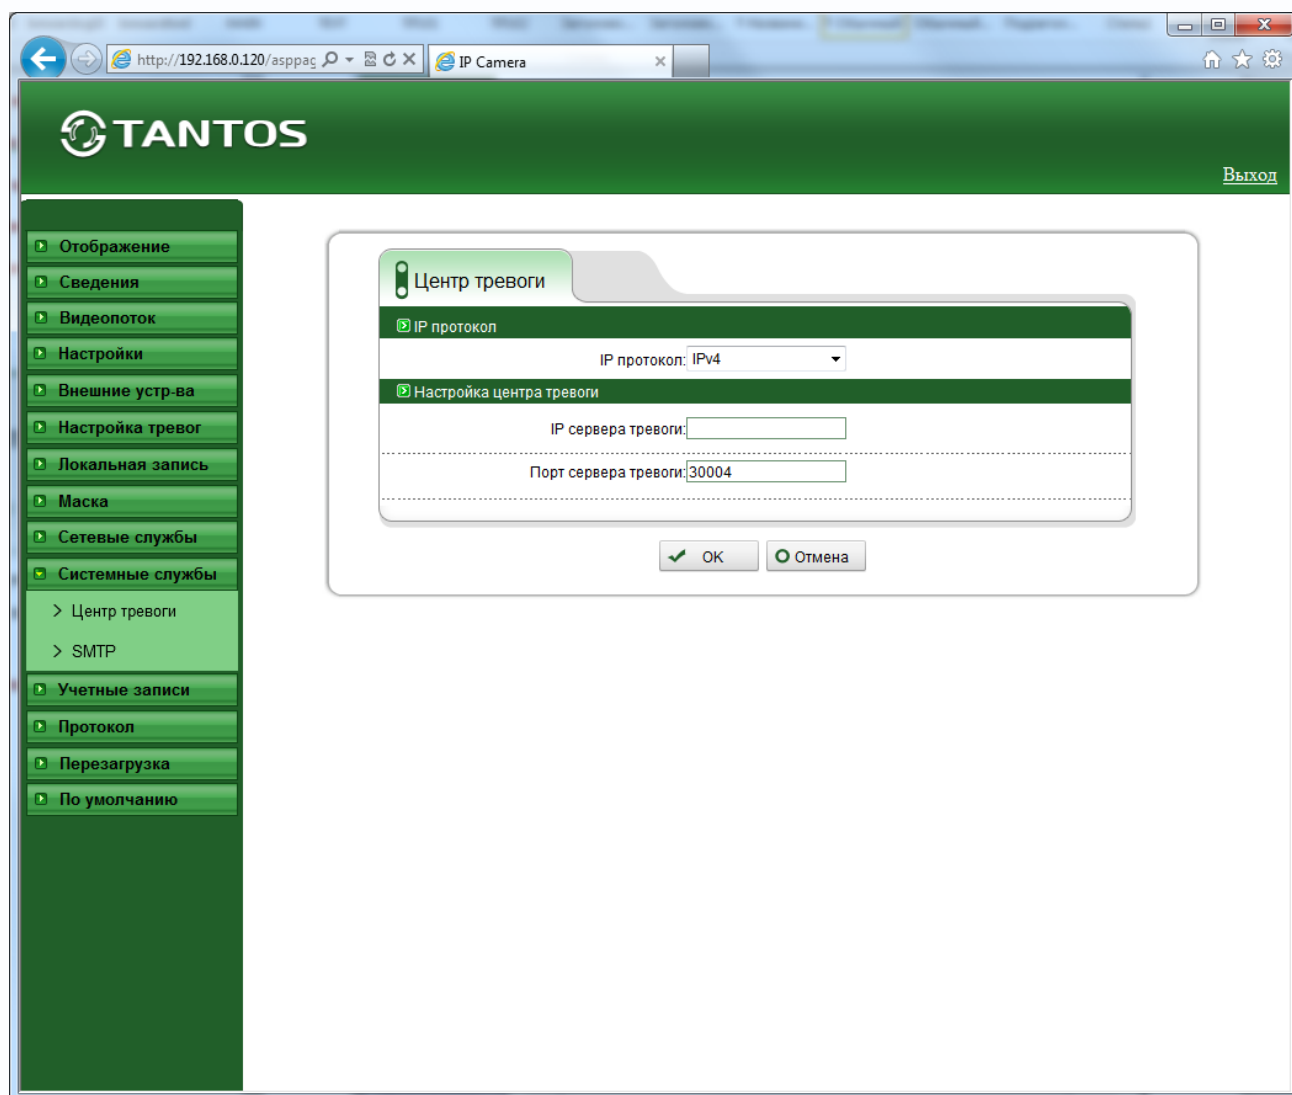 http://192.168.0.120/asppag
IP Camera
TANTOS
Выход
Отображение
Сведения
Видеопоток
Настройки
Внешние устр-ва
Настройка тревог
Локальная запись
Маска
Сетевые службы
Системные службы
Центр тревоги
SMTP
Учетные записи
Протокол
Перезагрузка
По умолчанию
Центр тревоги
IP протокол
IP протокол: IPv4
Настройка центра тревоги
IP сервера тревоги:
Порт сервера тревоги: 30004
OK Отмена